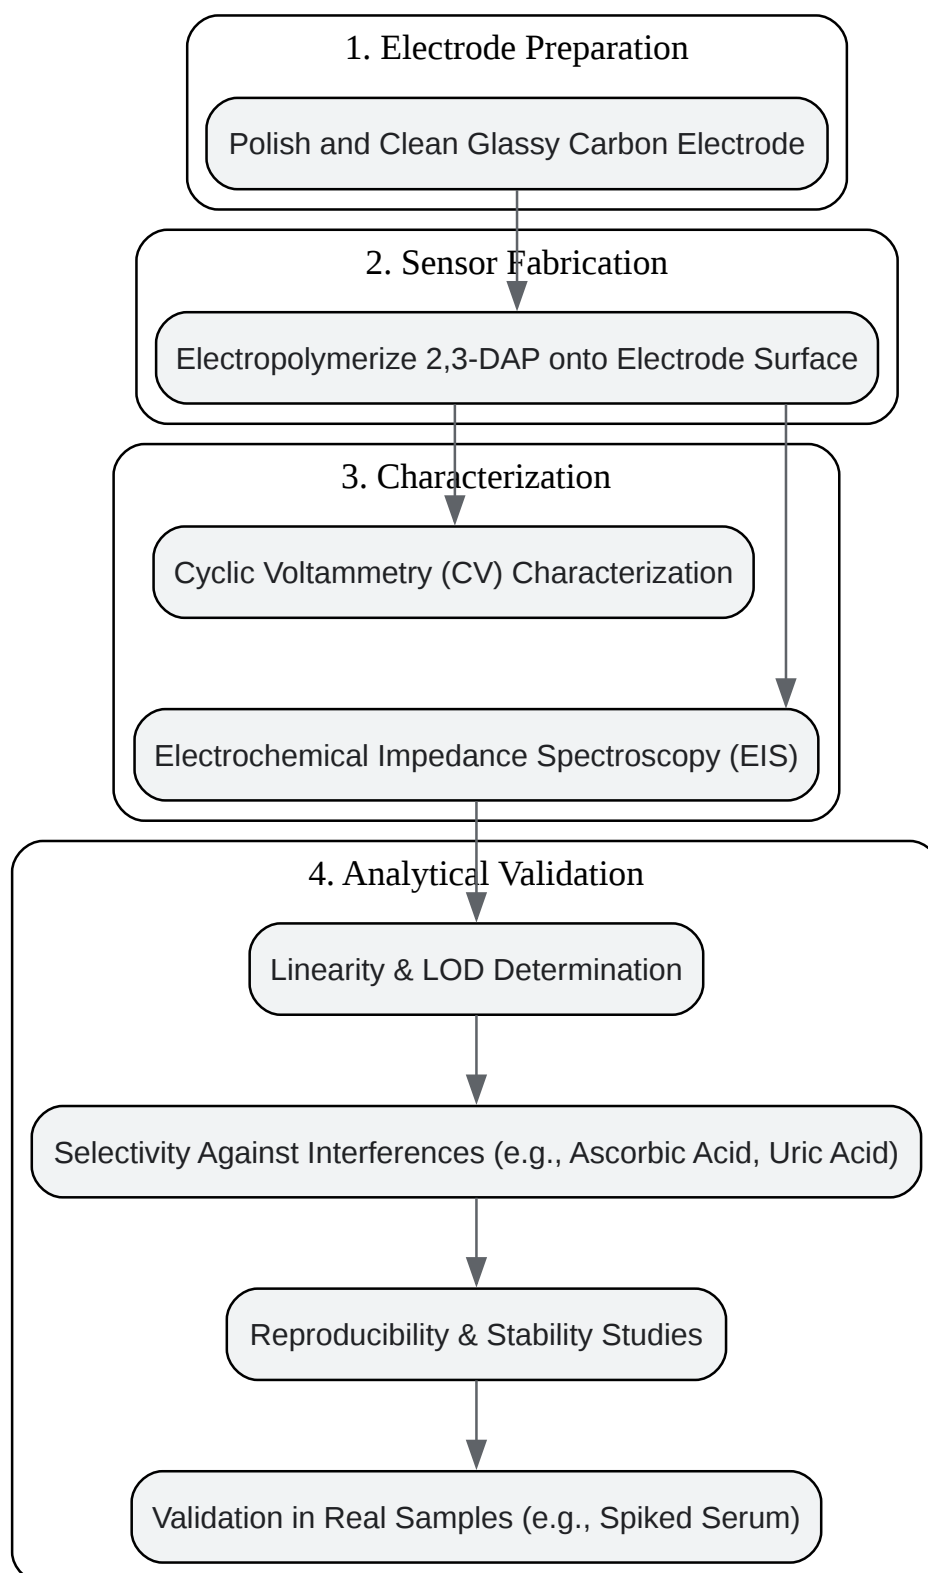 1. Electrode Preparation
Polish and Clean Glassy Carbon Electrode
2. Sensor Fabrication
Electropolymerize 2,3-DAP onto Electrode Surface
3. Characterization
Cyclic Voltammetry (CV) Characterization
Electrochemical Impedance Spectroscopy (EIS)
4. Analytical Validation
Linearity & LOD Determination
Selectivity Against Interferences (e.g., Ascorbic Acid, Uric Acid)
Reproducibility & Stability Studies
Validation in Real Samples (e.g., Spiked Serum)